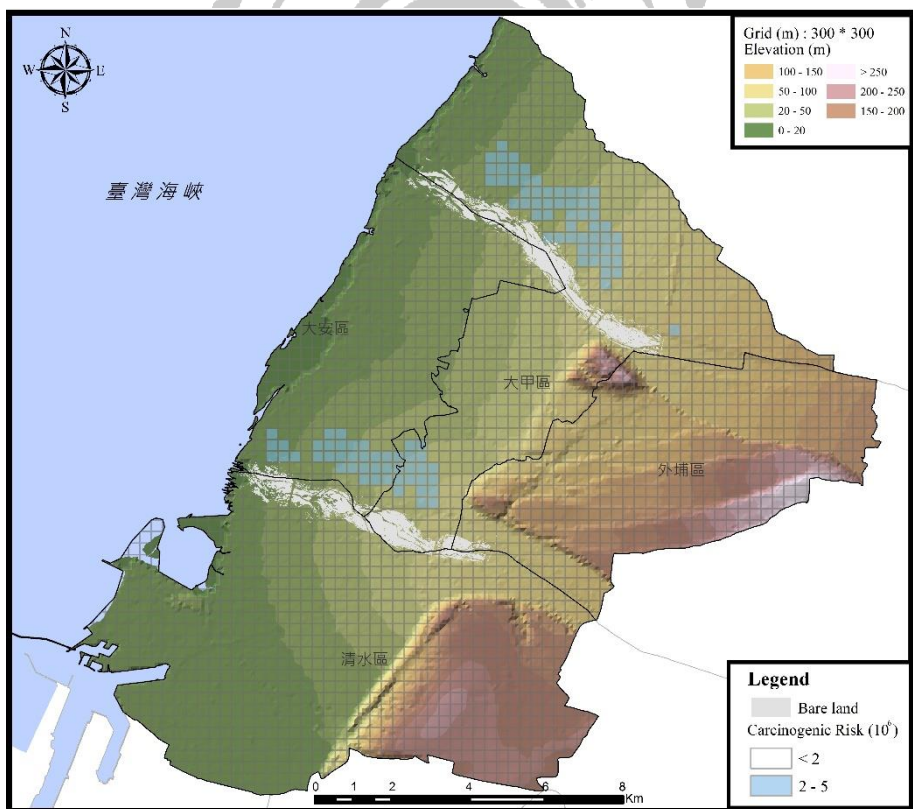 N
W E
S
Grid (m) : 300 * 300
Elevation (m)
100 - 150 > 250
50 - 100 200 - 250
20 - 50 150 - 200
0 - 20
臺灣海峽
大安區
大甲區
外埔區
清水區
Legend
Bare land
Carcinogenic Risk (10⁶)
< 2
2 - 5
0 1 2 4 6 8
Km